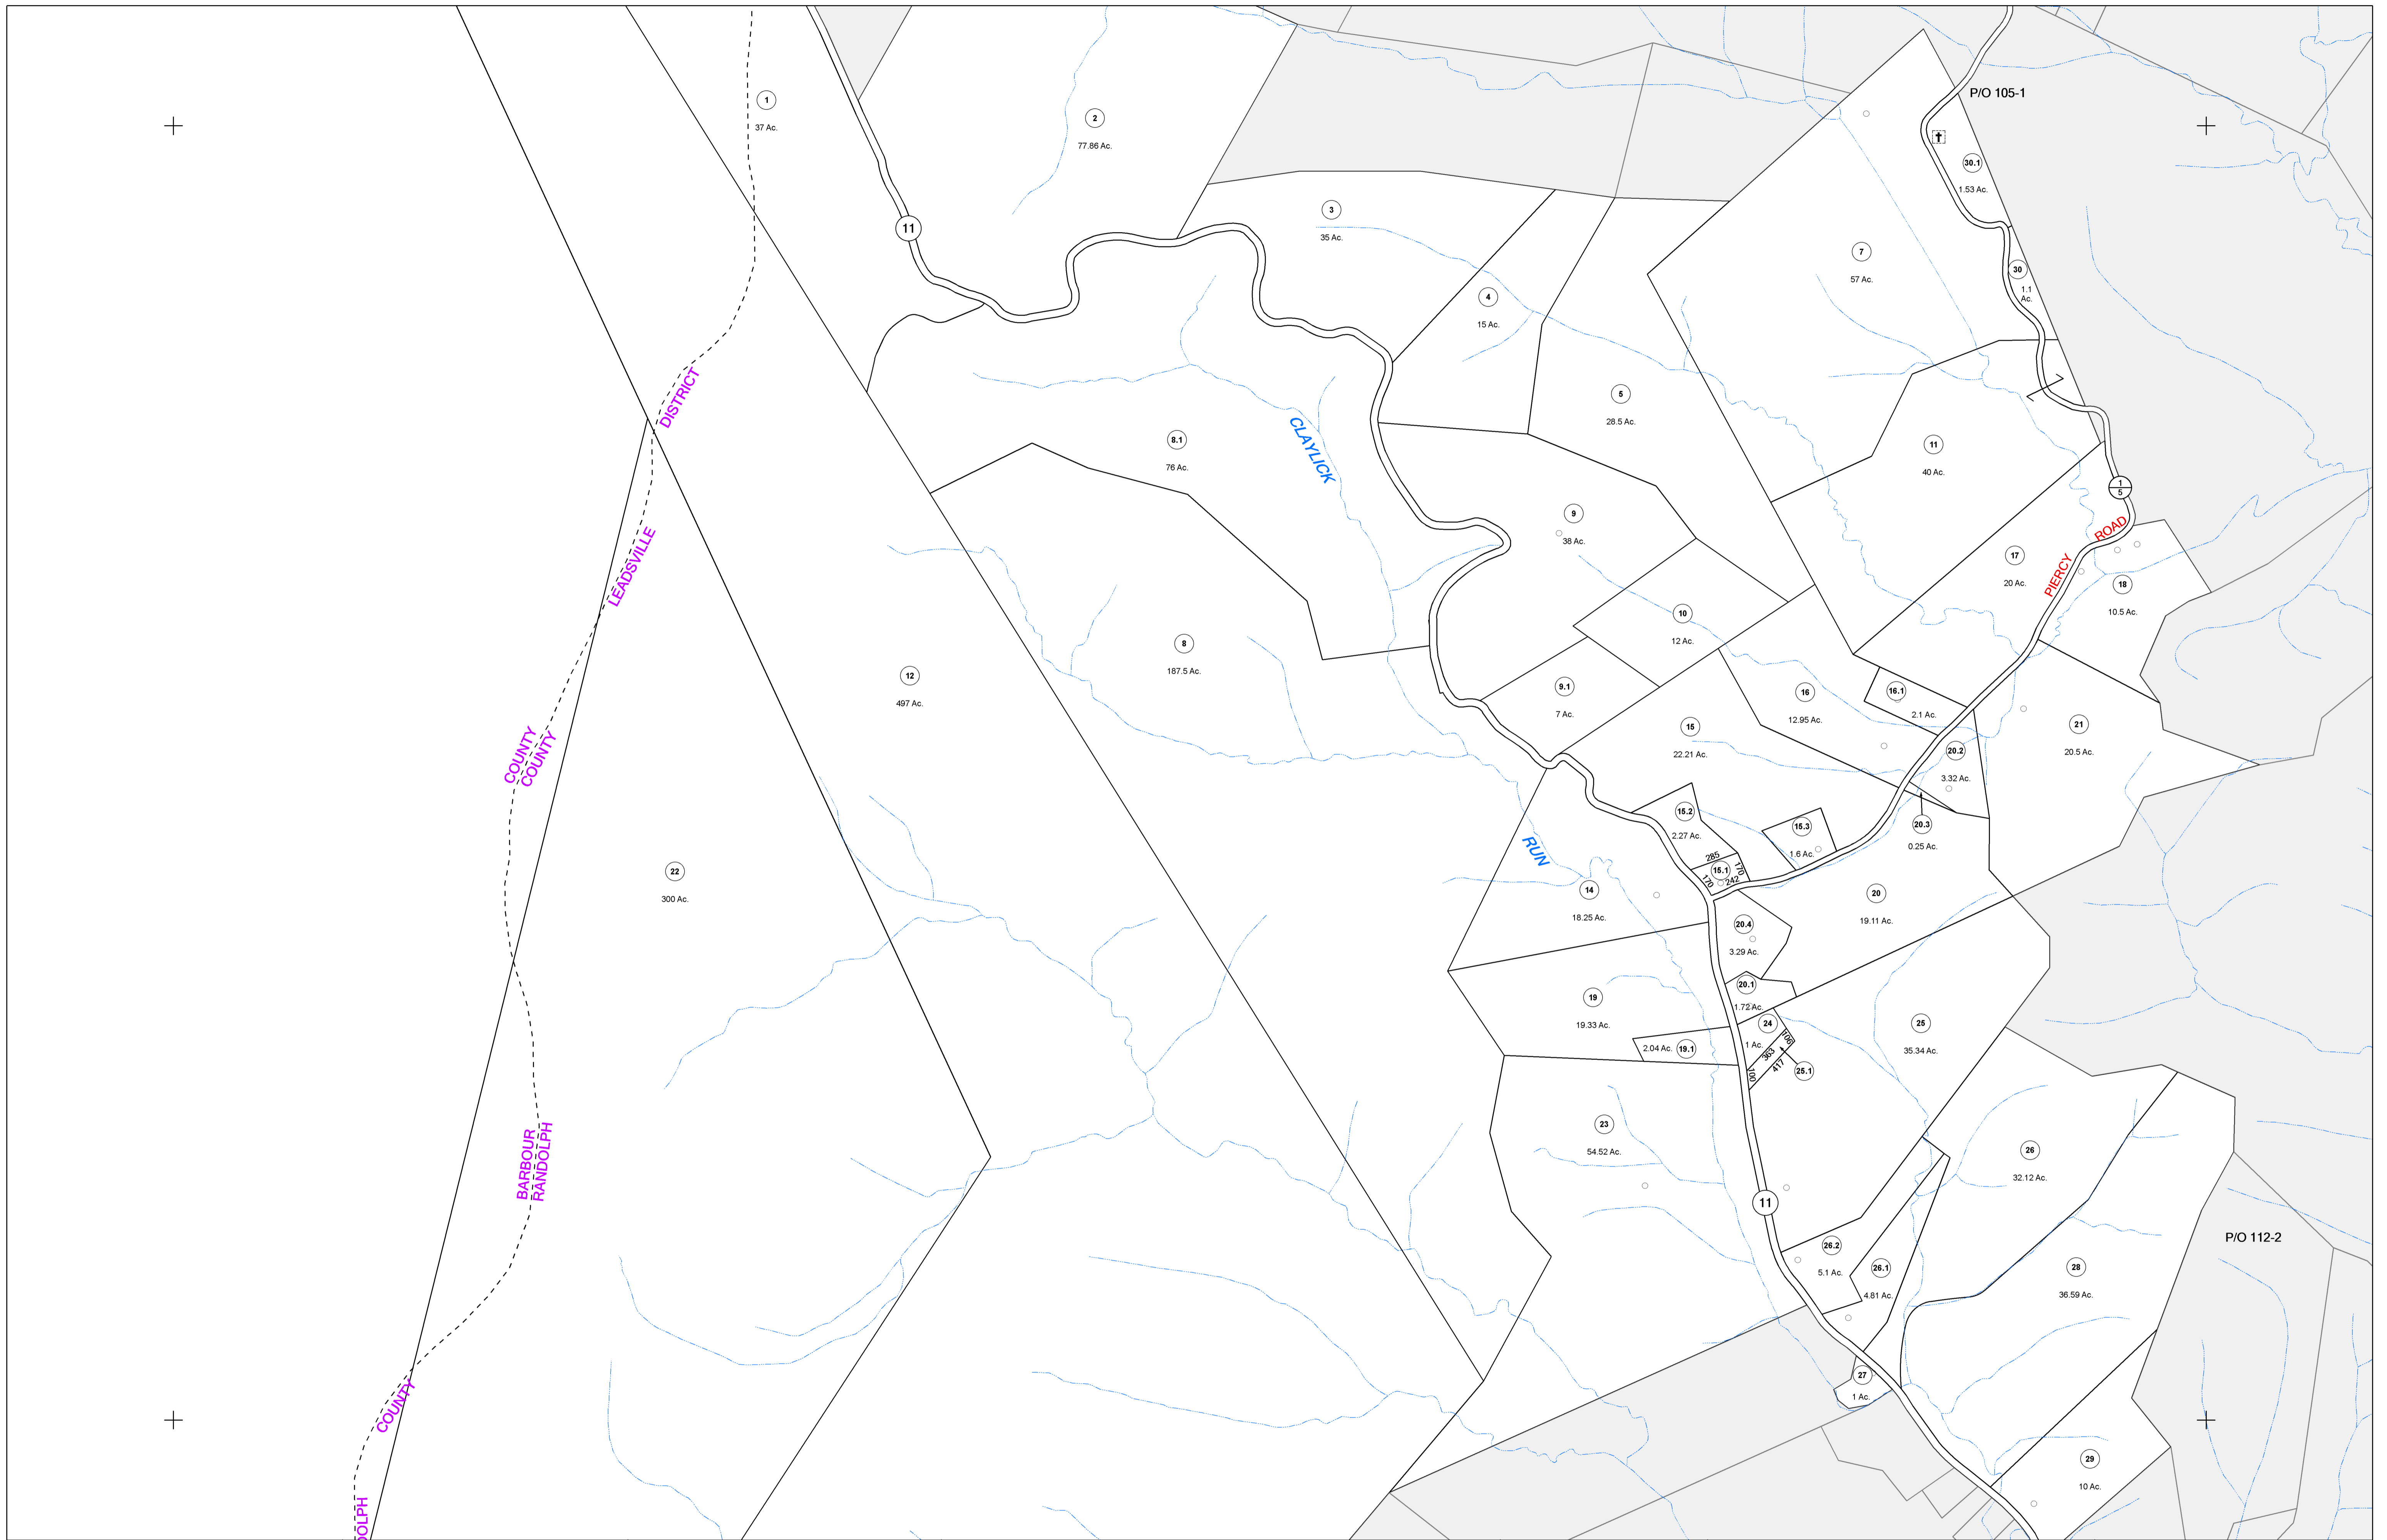 P/O 105-1
1
37 Ac.
2
77.86 Ac.
30.1
1.53 Ac.
3
35 Ac.
11
7
57 Ac.
30
1.1
Ac.
4
15 Ac.
DISTRICT
5
28.5 Ac.
8.1
76 Ac.
CLAYLICK
11
40 Ac.
1
5
LEADSVILLE
9
38 Ac.
PIERCY ROAD
17
20 Ac.
18
10.5 Ac.
10
12 Ac.
8
187.5 Ac.
12
497 Ac.
9.1
7 Ac.
16
12.95 Ac.
16.1
2.1 Ac.
15
22.21 Ac.
21
20.5 Ac.
COUNTY
COUNTY
20.2
3.32 Ac.
15.2
2.27 Ac.
15.3
1.6 Ac.
20.3
0.25 Ac.
RUN
285
170
15.1
170
242
22
300 Ac.
14
18.25 Ac.
20
19.11 Ac.
20.4
3.29 Ac.
20.1
1.72 Ac.
19
19.33 Ac.
24
1 Ac.
25
35.34 Ac.
2.04 Ac.
19.1
106
363
417
100
25.1
23
54.52 Ac.
BARBOUR
RANDOLPH
26
32.12 Ac.
11
P/O 112-2
26.2
5.1 Ac.
26.1
4.81 Ac.
28
36.59 Ac.
27
1 Ac.
COUNTY
29
10 Ac.
DOLPH